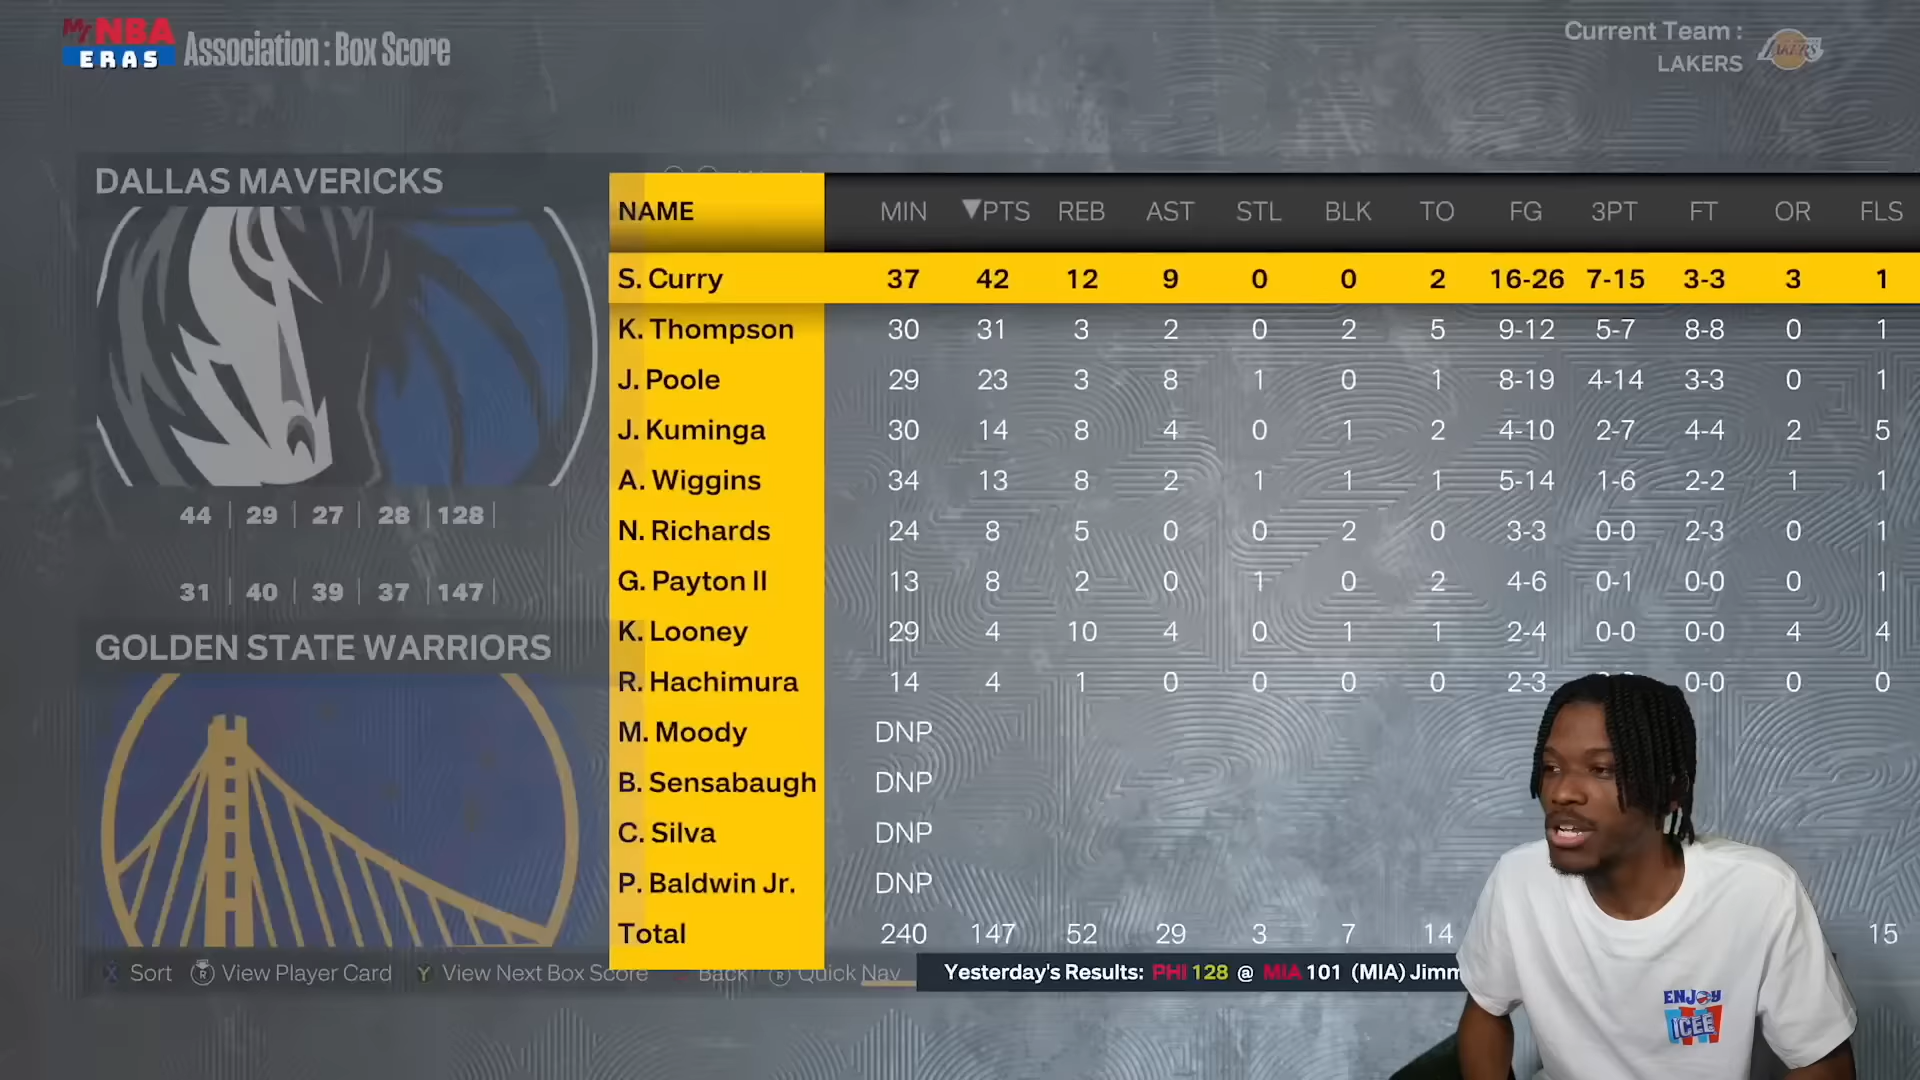 My NBA ERAS Association : Box Score
Current Team :
LAKERS
LAKERS
DALLAS MAVERICKS
44 | 29 | 27 | 28 | 128 |
31 | 40 | 39 | 37 | 147 |
GOLDEN STATE WARRIORS
NAME MIN PTS REB AST STL BLK TO FG 3PT FT OR FLS
S. Curry 37 42 12 9 0 0 2 16-26 7-15 3-3 3 1
K. Thompson 30 31 3 2 0 2 5 9-12 5-7 8-8 0 1
J. Poole 29 23 3 8 1 0 1 8-19 4-14 3-3 0 1
J. Kuminga 30 14 8 4 0 1 2 4-10 2-7 4-4 2 5
A. Wiggins 34 13 8 2 1 1 1 5-14 1-6 2-2 1 1
N. Richards 24 8 5 0 0 2 0 3-3 0-0 2-3 0 1
G. Payton II 13 8 2 0 1 0 2 4-6 0-1 0-0 0 1
K. Looney 29 4 10 4 0 1 1 2-4 0-0 0-0 4 4
R. Hachimura 14 4 1 0 0 0 0 2-3 0-0 0 0
M. Moody DNP
B. Sensabaugh DNP
C. Silva DNP
P. Baldwin Jr. DNP
Total 240 147 52 29 3 7 14 15
X Sort R View Player Card Y View Next Box Score Back R Quick Nav
Yesterday's Results: PHI 128 @ MIA 101 (MIA) Jimm
ENJOY
ICEE